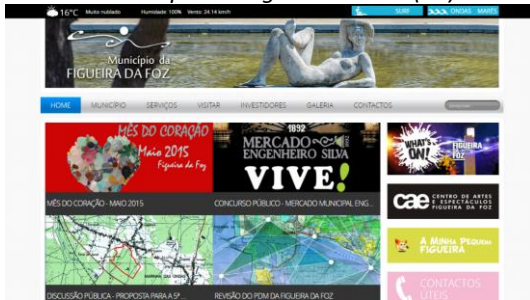 16°C Muito nublado Humidade: 100% Vento: 24.14 km/h SURF ONDAS MARÉS
Município da
FIGUEIRA DA FOZ
HOME MUNICÍPIO SERVIÇOS VISITAR INVESTIDORES GALERIA CONTACTOS
MÊS DO CORAÇÃO
Maio 2015
Figueira da Foz
1892
MERCADO
ENGENHEIRO SILVA
VIVE!
WHAT'S ON!
FIGUEIRA
FOZ
MÊS DO CORAÇÃO - MAIO 2015
CONCURSO PÚBLICO - MERCADO MUNICIPAL ENG...
cae CENTRO DE ARTES
E ESPECTÁCULOS
FIGUEIRA DA FOZ
A MINHA PEQUENA
FIGUEIRA
DISCUSSÃO PÚBLICA - PROPOSTA PARA A 5ª...
REVISÃO DO PDM DA FIGUEIRA DA FOZ
CONTACTOS
ÚTEIS